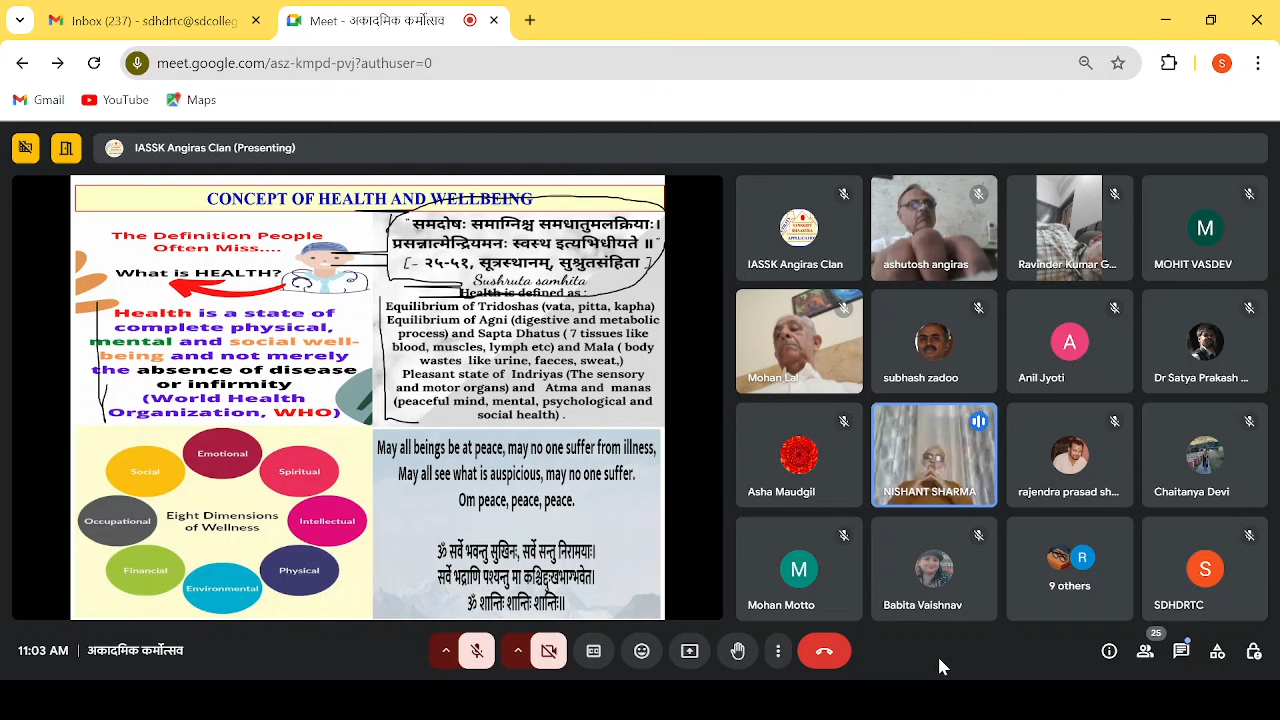 Inbox (237) - sdhdrtc@sdcolleg
Meet - अकादमिक कर्मोत्सव
meet.google.com/asz-kmpd-pvj?authuser=0
Gmail
YouTube
Maps
IASSK Angiras Clan (Presenting)
CONCEPT OF HEALTH AND WELLBEING
The Definition People
Often Miss....
What is HEALTH?
Health is a state of
complete physical,
mental and social well-
being and not merely
the absence of disease
or infirmity
(World Health
Organization, WHO)
"समदोषः समाग्निश्च समधातुमलक्रियाः।
प्रसन्नात्मेन्द्रियमनः स्वस्थ इत्यभिधीयते ॥"
[- २५-५१, सूत्रस्थानम्, सुश्रुतसंहिता ]
Sushruta samhita
Health is defined as :
Equilibrium of Tridoshas (vata, pitta, kapha)
Equilibrium of Agni (digestive and metabolic
process) and Sapta Dhatus ( 7 tissues like
blood, muscles, lymph etc) and Mala ( body
wastes like urine, faeces, sweat,)
Pleasant state of Indriyas (The sensory
and motor organs) and Atma and manas
(peaceful mind, mental, psychological and
social health) .
Emotional
Social
Spiritual
Occupational
Eight Dimensions
of Wellness
Intellectual
Financial
Physical
Environmental
May all beings be at peace, may no one suffer from illness,
May all see what is auspicious, may no one suffer.
Om peace, peace, peace.
ॐ सर्वे भवन्तु सुखिनः, सर्वे सन्तु निरामयाः।
सर्वे भद्राणि पश्यन्तु मा कश्चिद्दुःखभाग्भवेत।
ॐ शान्तिः शान्तिः शान्तिः॥
IASSK Angiras Clan
ashutosh angiras
Ravinder Kumar G...
M
MOHIT VASDEV
Mohan Lal
subhash zadoo
A
Anil Jyoti
Dr Satya Prakash ...
Asha Maudgil
NISHANT SHARMA
rajendra prasad sh...
Chaitanya Devi
M
Mohan Motto
Babita Vaishnav
R
9 others
S
SDHDRTC
S
11:03 AM
अकादमिक कर्मोत्सव
25